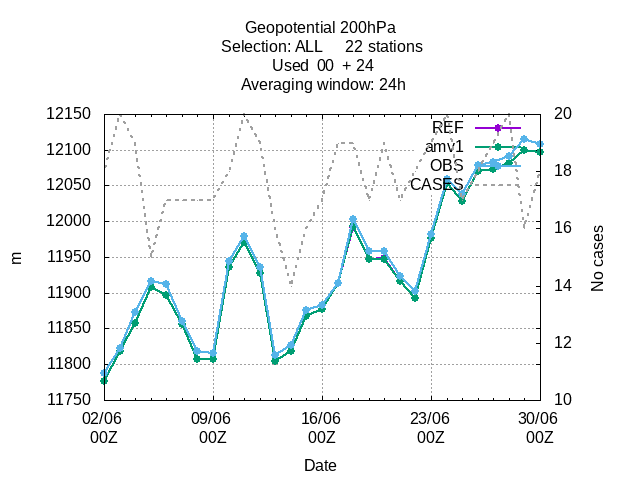 Geopotential 200hPa
Selection: ALL     22 stations
Used  00  + 24
Averaging window: 24h
12150
12100
12050
12000
11950
11900
11850
11800
11750
m
20
18
16
14
12
10
No cases
REF
amv1
OBS
CASES
02/06 09/06 16/06 23/06 30/06
00Z 00Z 00Z 00Z 00Z
Date